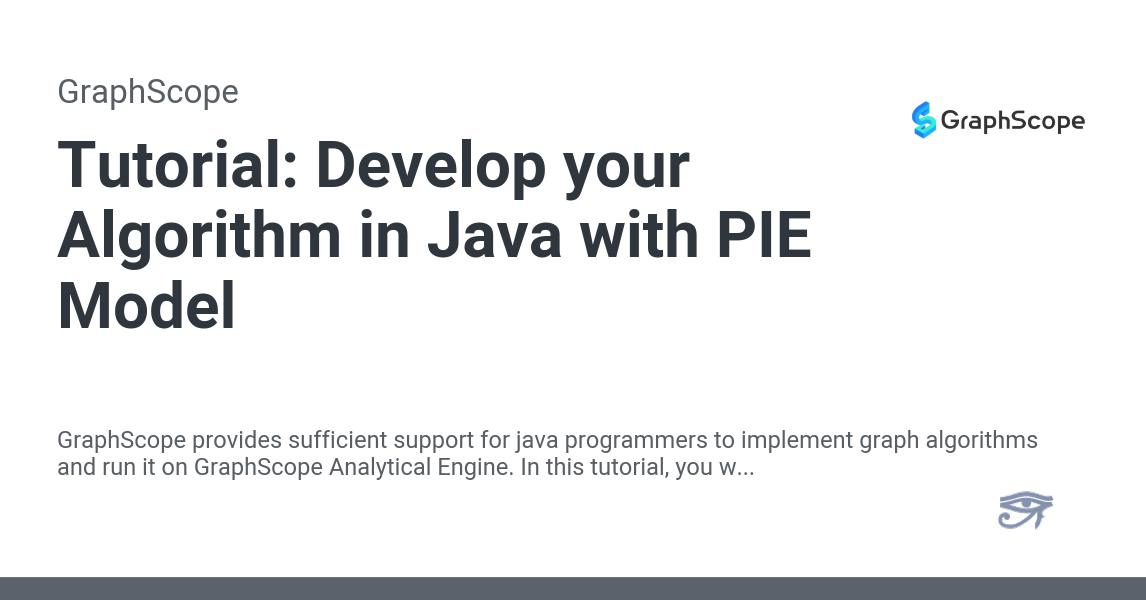 GraphScope
GraphScope
Tutorial: Develop your
Algorithm in Java with PIE
Model
GraphScope provides sufficient support for java programmers to implement graph algorithms
and run it on GraphScope Analytical Engine. In this tutorial, you w...